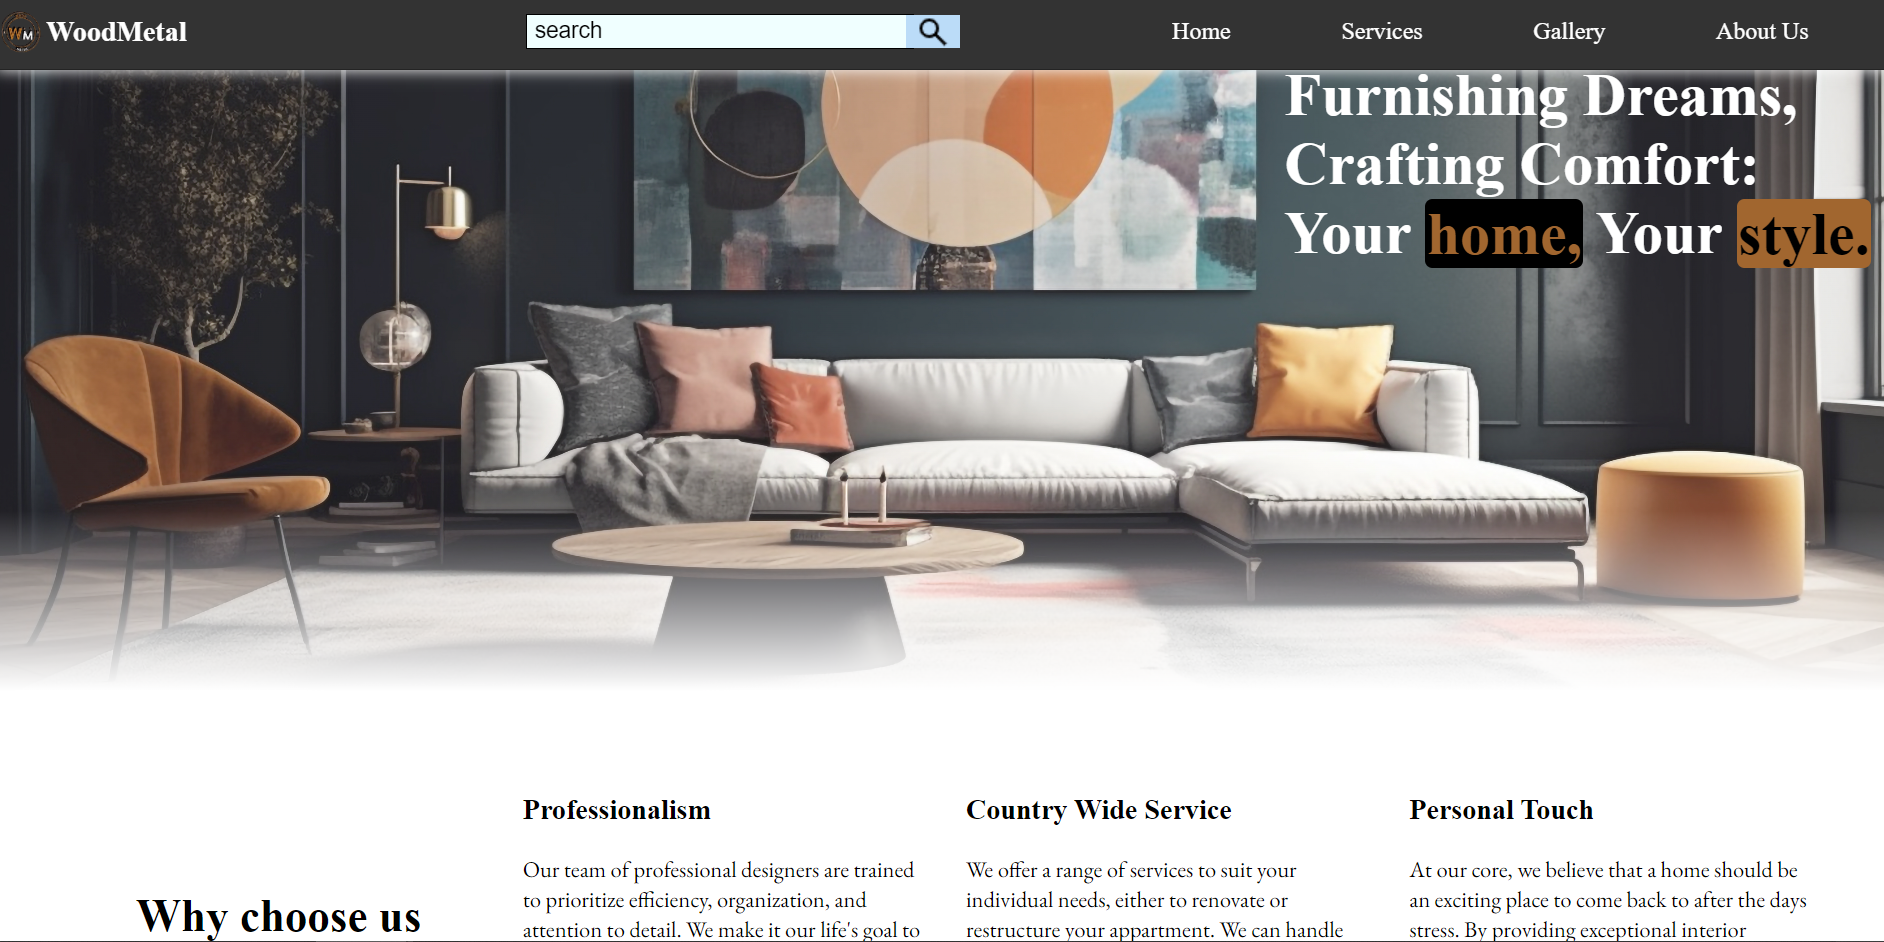 WM WoodMetal
search
Home Services Gallery About Us
Furnishing Dreams,
Crafting Comfort:
Your home, Your style.
Why choose us
Professionalism
Our team of professional designers are trained
to prioritize efficiency, organization, and
attention to detail. We make it our life's goal to
Country Wide Service
We offer a range of services to suit your
individual needs, either to renovate or
restructure your appartment. We can handle
Personal Touch
At our core, we believe that a home should be
an exciting place to come back to after the days
stress. By providing exceptional interior